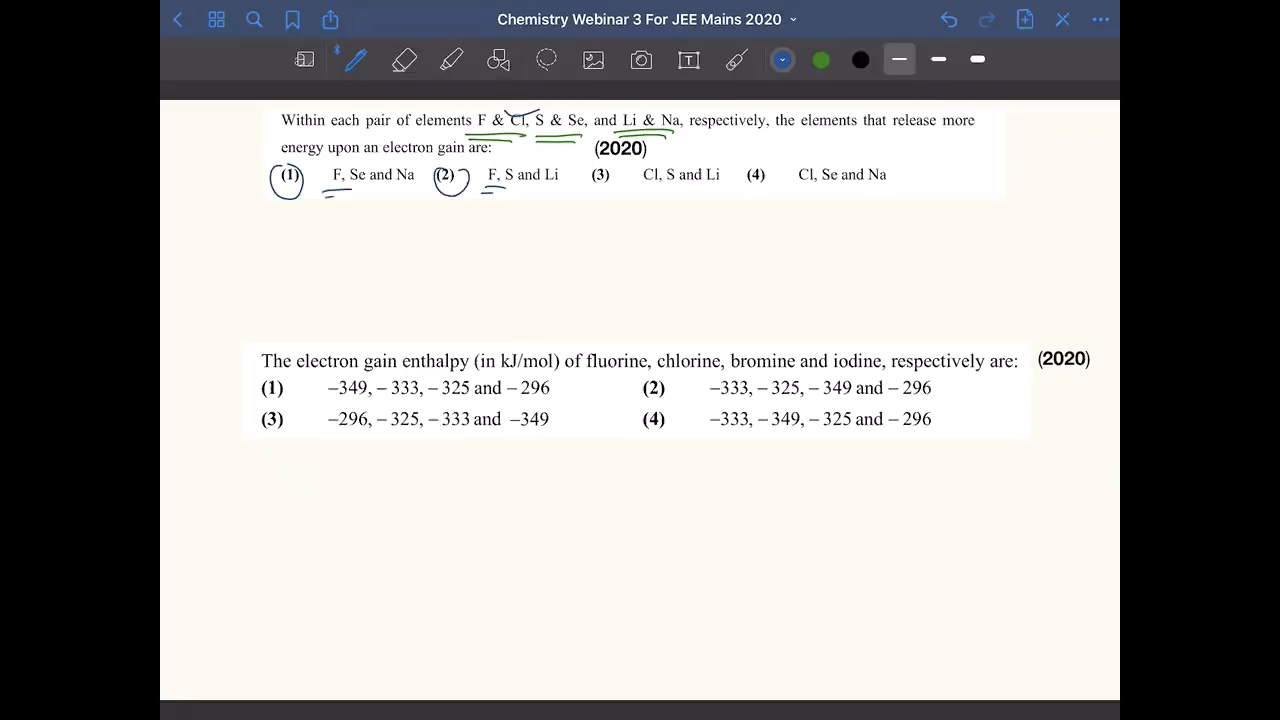 Chemistry Webinar 3 For JEE Mains 2020
T
Within each pair of elements F & Cl, S & Se, and Li & Na, respectively, the elements that release more
energy upon an electron gain are: (2020)
(1) F, Se and Na (2) F, S and Li (3) Cl, S and Li (4) Cl, Se and Na
The electron gain enthalpy (in kJ/mol) of fluorine, chlorine, bromine and iodine, respectively are: (2020)
(1) –349, – 333, – 325 and – 296 (2) –333, – 325, – 349 and – 296
(3) –296, – 325, – 333 and –349 (4) –333, – 349, – 325 and – 296